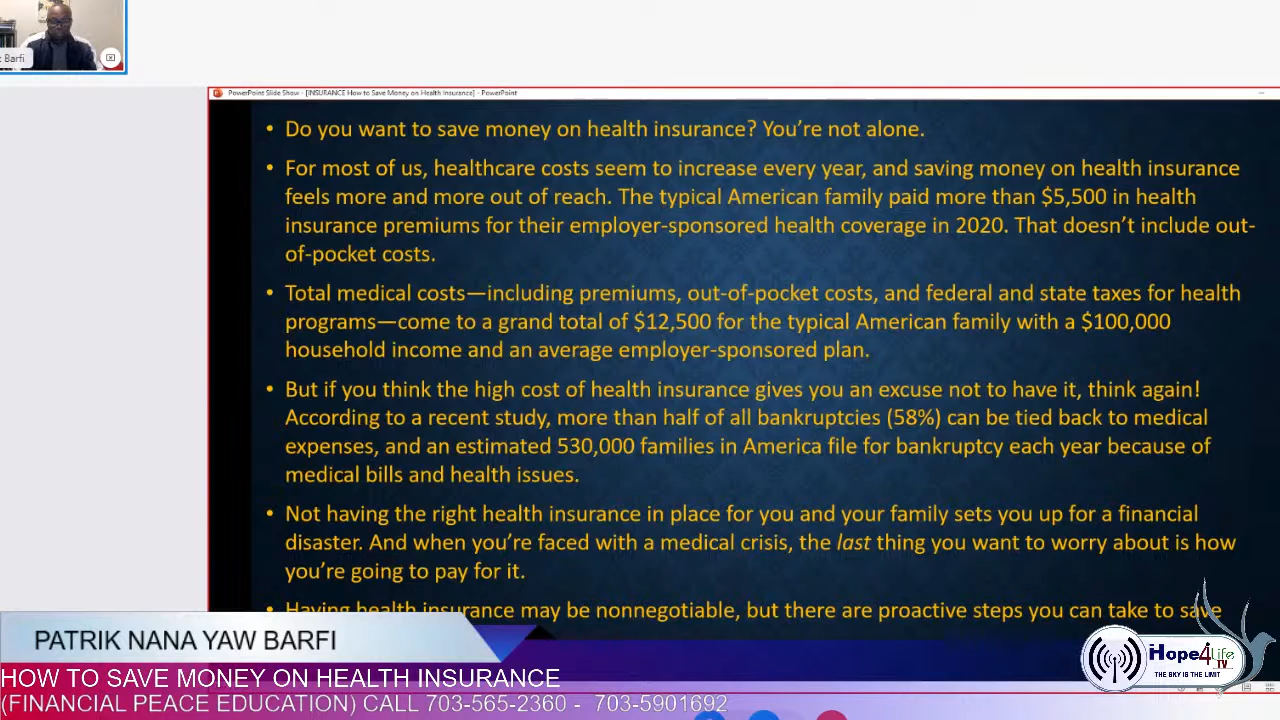 Barfi
PowerPoint Slide Show - [INSURANCE How to Save Money on Health Insurance] - PowerPoint
• Do you want to save money on health insurance? You’re not alone.
• For most of us, healthcare costs seem to increase every year, and saving money on health insurance
feels more and more out of reach. The typical American family paid more than $5,500 in health
insurance premiums for their employer-sponsored health coverage in 2020. That doesn’t include out-
of-pocket costs.
• Total medical costs—including premiums, out-of-pocket costs, and federal and state taxes for health
programs—come to a grand total of $12,500 for the typical American family with a $100,000
household income and an average employer-sponsored plan.
• But if you think the high cost of health insurance gives you an excuse not to have it, think again!
According to a recent study, more than half of all bankruptcies (58%) can be tied back to medical
expenses, and an estimated 530,000 families in America file for bankruptcy each year because of
medical bills and health issues.
• Not having the right health insurance in place for you and your family sets you up for a financial
disaster. And when you’re faced with a medical crisis, the last thing you want to worry about is how
you’re going to pay for it.
• Having health insurance may be nonnegotiable, but there are proactive steps you can take to save
PATRIK NANA YAW BARFI
HOW TO SAVE MONEY ON HEALTH INSURANCE
(FINANCIAL PEACE EDUCATION) CALL 703-565-2360 - 703-5901692
Hope4Life
TV
THE SKY IS THE LIMIT